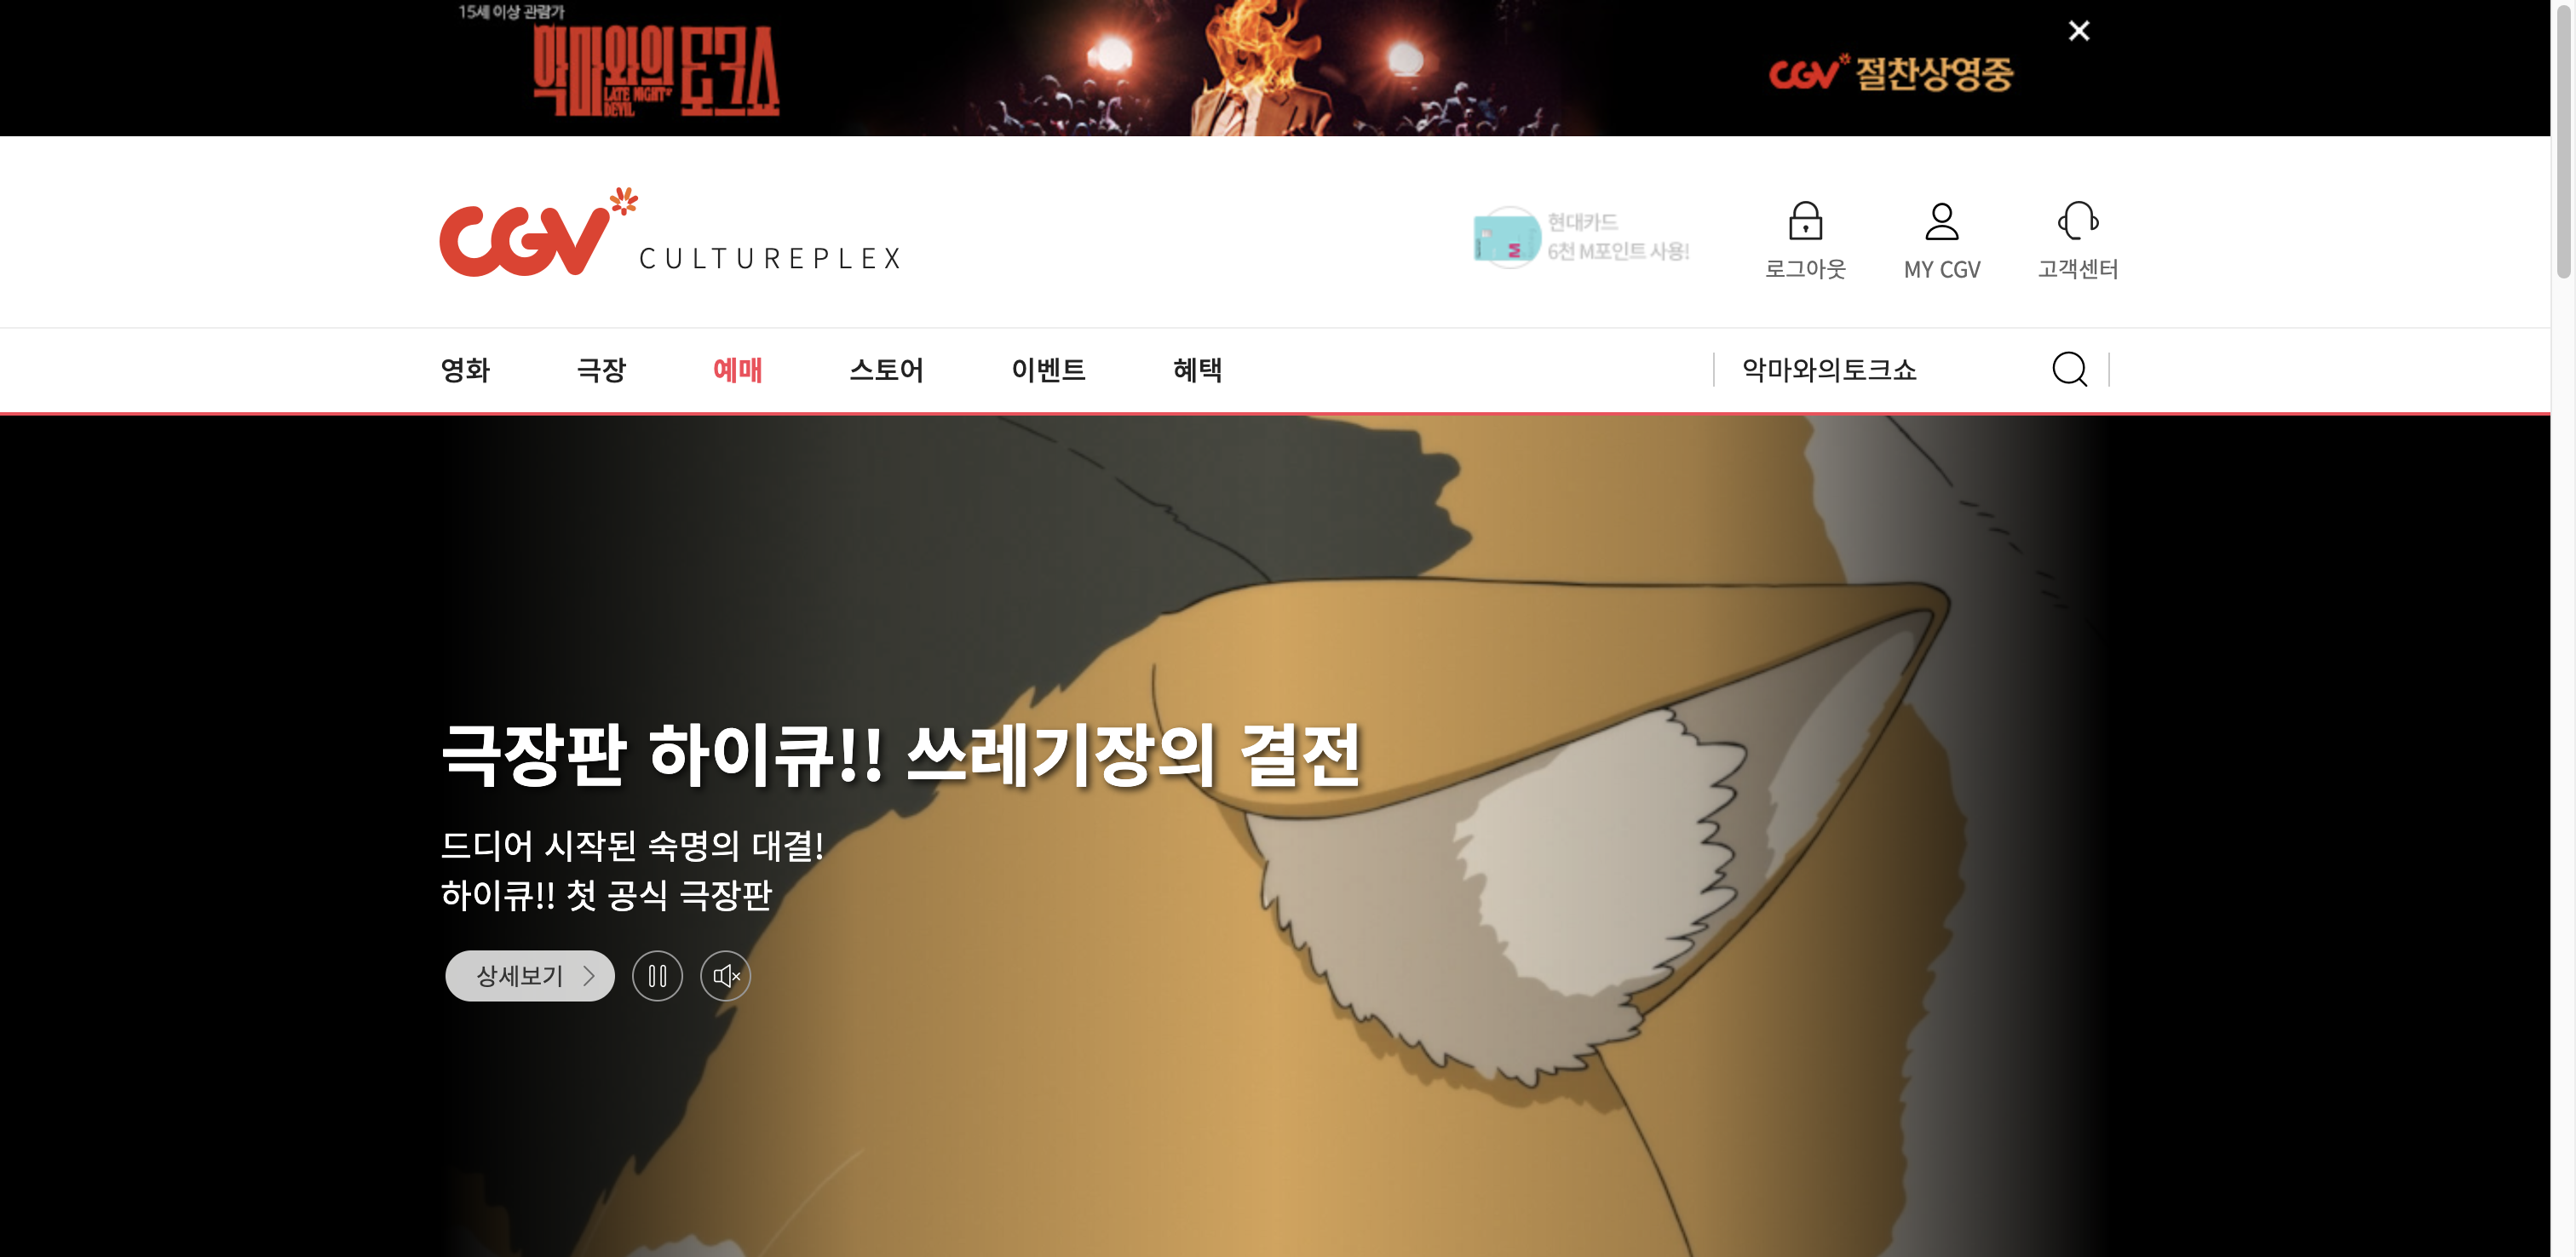 15세 이상 관람가
악마와의 토크쇼
LATE NIGHT*
DEVIL
CGV 절찬상영중
CGV CULTUREPLEX
현대카드
6천 M포인트 사용!
로그아웃 MY CGV 고객센터
영화 극장 예매 스토어 이벤트 혜택 악마와의토크쇼
극장판 하이큐!! 쓰레기장의 결전
드디어 시작된 숙명의 대결!
하이큐!! 첫 공식 극장판
상세보기